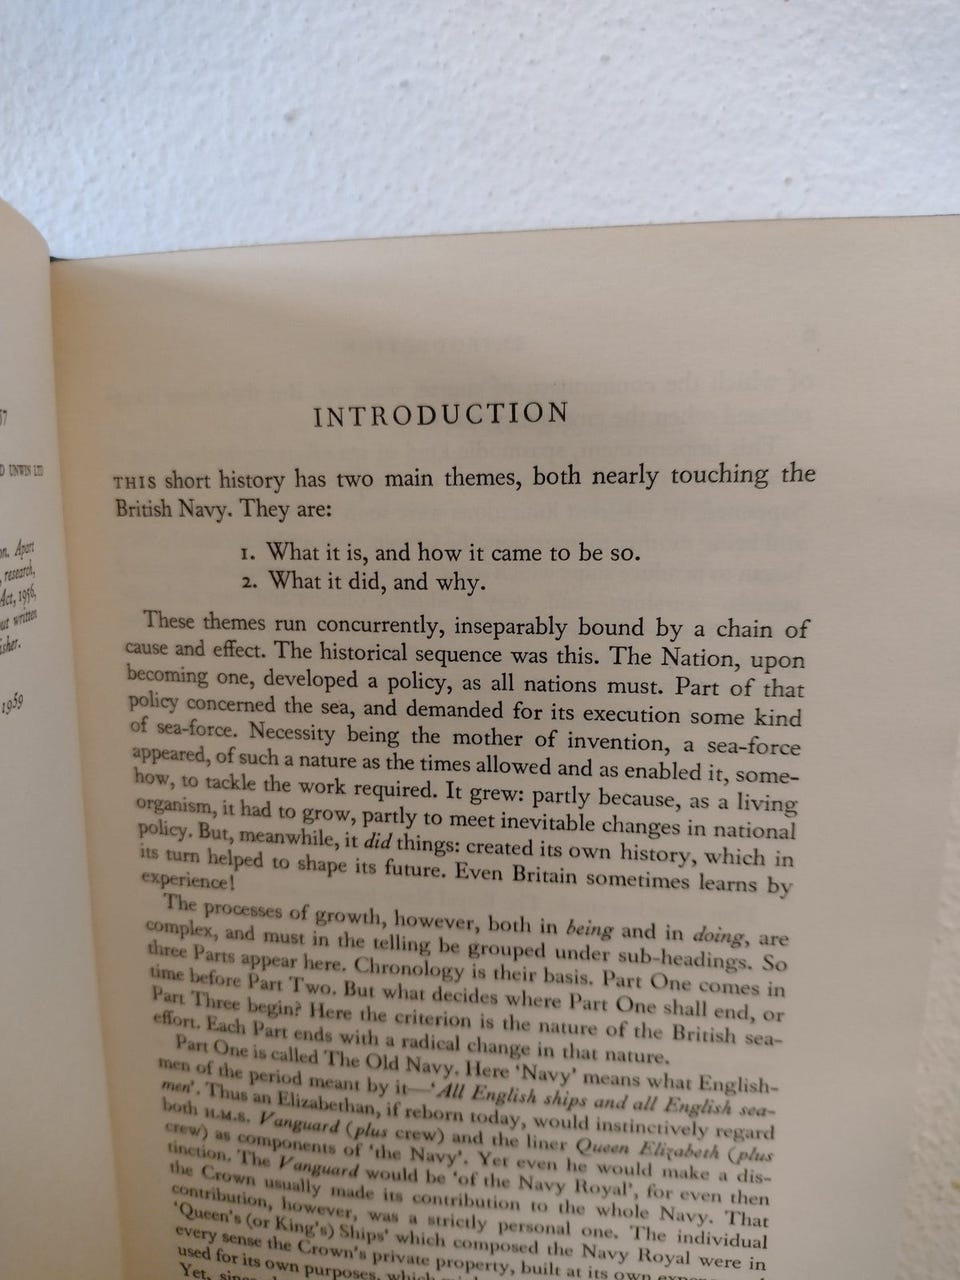 57
D UNWIN LTD
on. Apart
research,
Act, 1956,
out written
isher.
1959
INTRODUCTION
THIS short history has two main themes, both nearly touching the
British Navy. They are:
1. What it is, and how it came to be so.
2. What it did, and why.
These themes run concurrently, inseparably bound by a chain of
cause and effect. The historical sequence was this. The Nation, upon
becoming one, developed a policy, as all nations must. Part of that
policy concerned the sea, and demanded for its execution some kind
of sea-force. Necessity being the mother of invention, a sea-force
appeared, of such a nature as the times allowed and as enabled it, some-
how, to tackle the work required. It grew: partly because, as a living
organism, it had to grow, partly to meet inevitable changes in national
policy. But, meanwhile, it did things: created its own history, which in
its turn helped to shape its future. Even Britain sometimes learns by
experience!
The processes of growth, however, both in being and in doing, are
complex, and must in the telling be grouped under sub-headings. So
three Parts appear here. Chronology is their basis. Part One comes in
time before Part Two. But what decides where Part One shall end, or
Part Three begin? Here the criterion is the nature of the British sea-
effort. Each Part ends with a radical change in that nature.
Part One is called The Old Navy. Here 'Navy' means what English-
men of the period meant by it—'All English ships and all English sea-
men'. Thus an Elizabethan, if reborn today, would instinctively regard
both H.M.S. Vanguard (plus crew) and the liner Queen Elizabeth (plus
crew) as components of 'the Navy'. Yet even he would make a dis-
tinction. The Vanguard would be 'of the Navy Royal', for even then
the Crown usually made its contribution to the whole Navy. That
contribution, however, was a strictly personal one. The individual
'Queen's (or King's) Ships' which composed the Navy Royal were in
every sense the Crown's private property, built at its own
used for its own purposes, which
Yet,